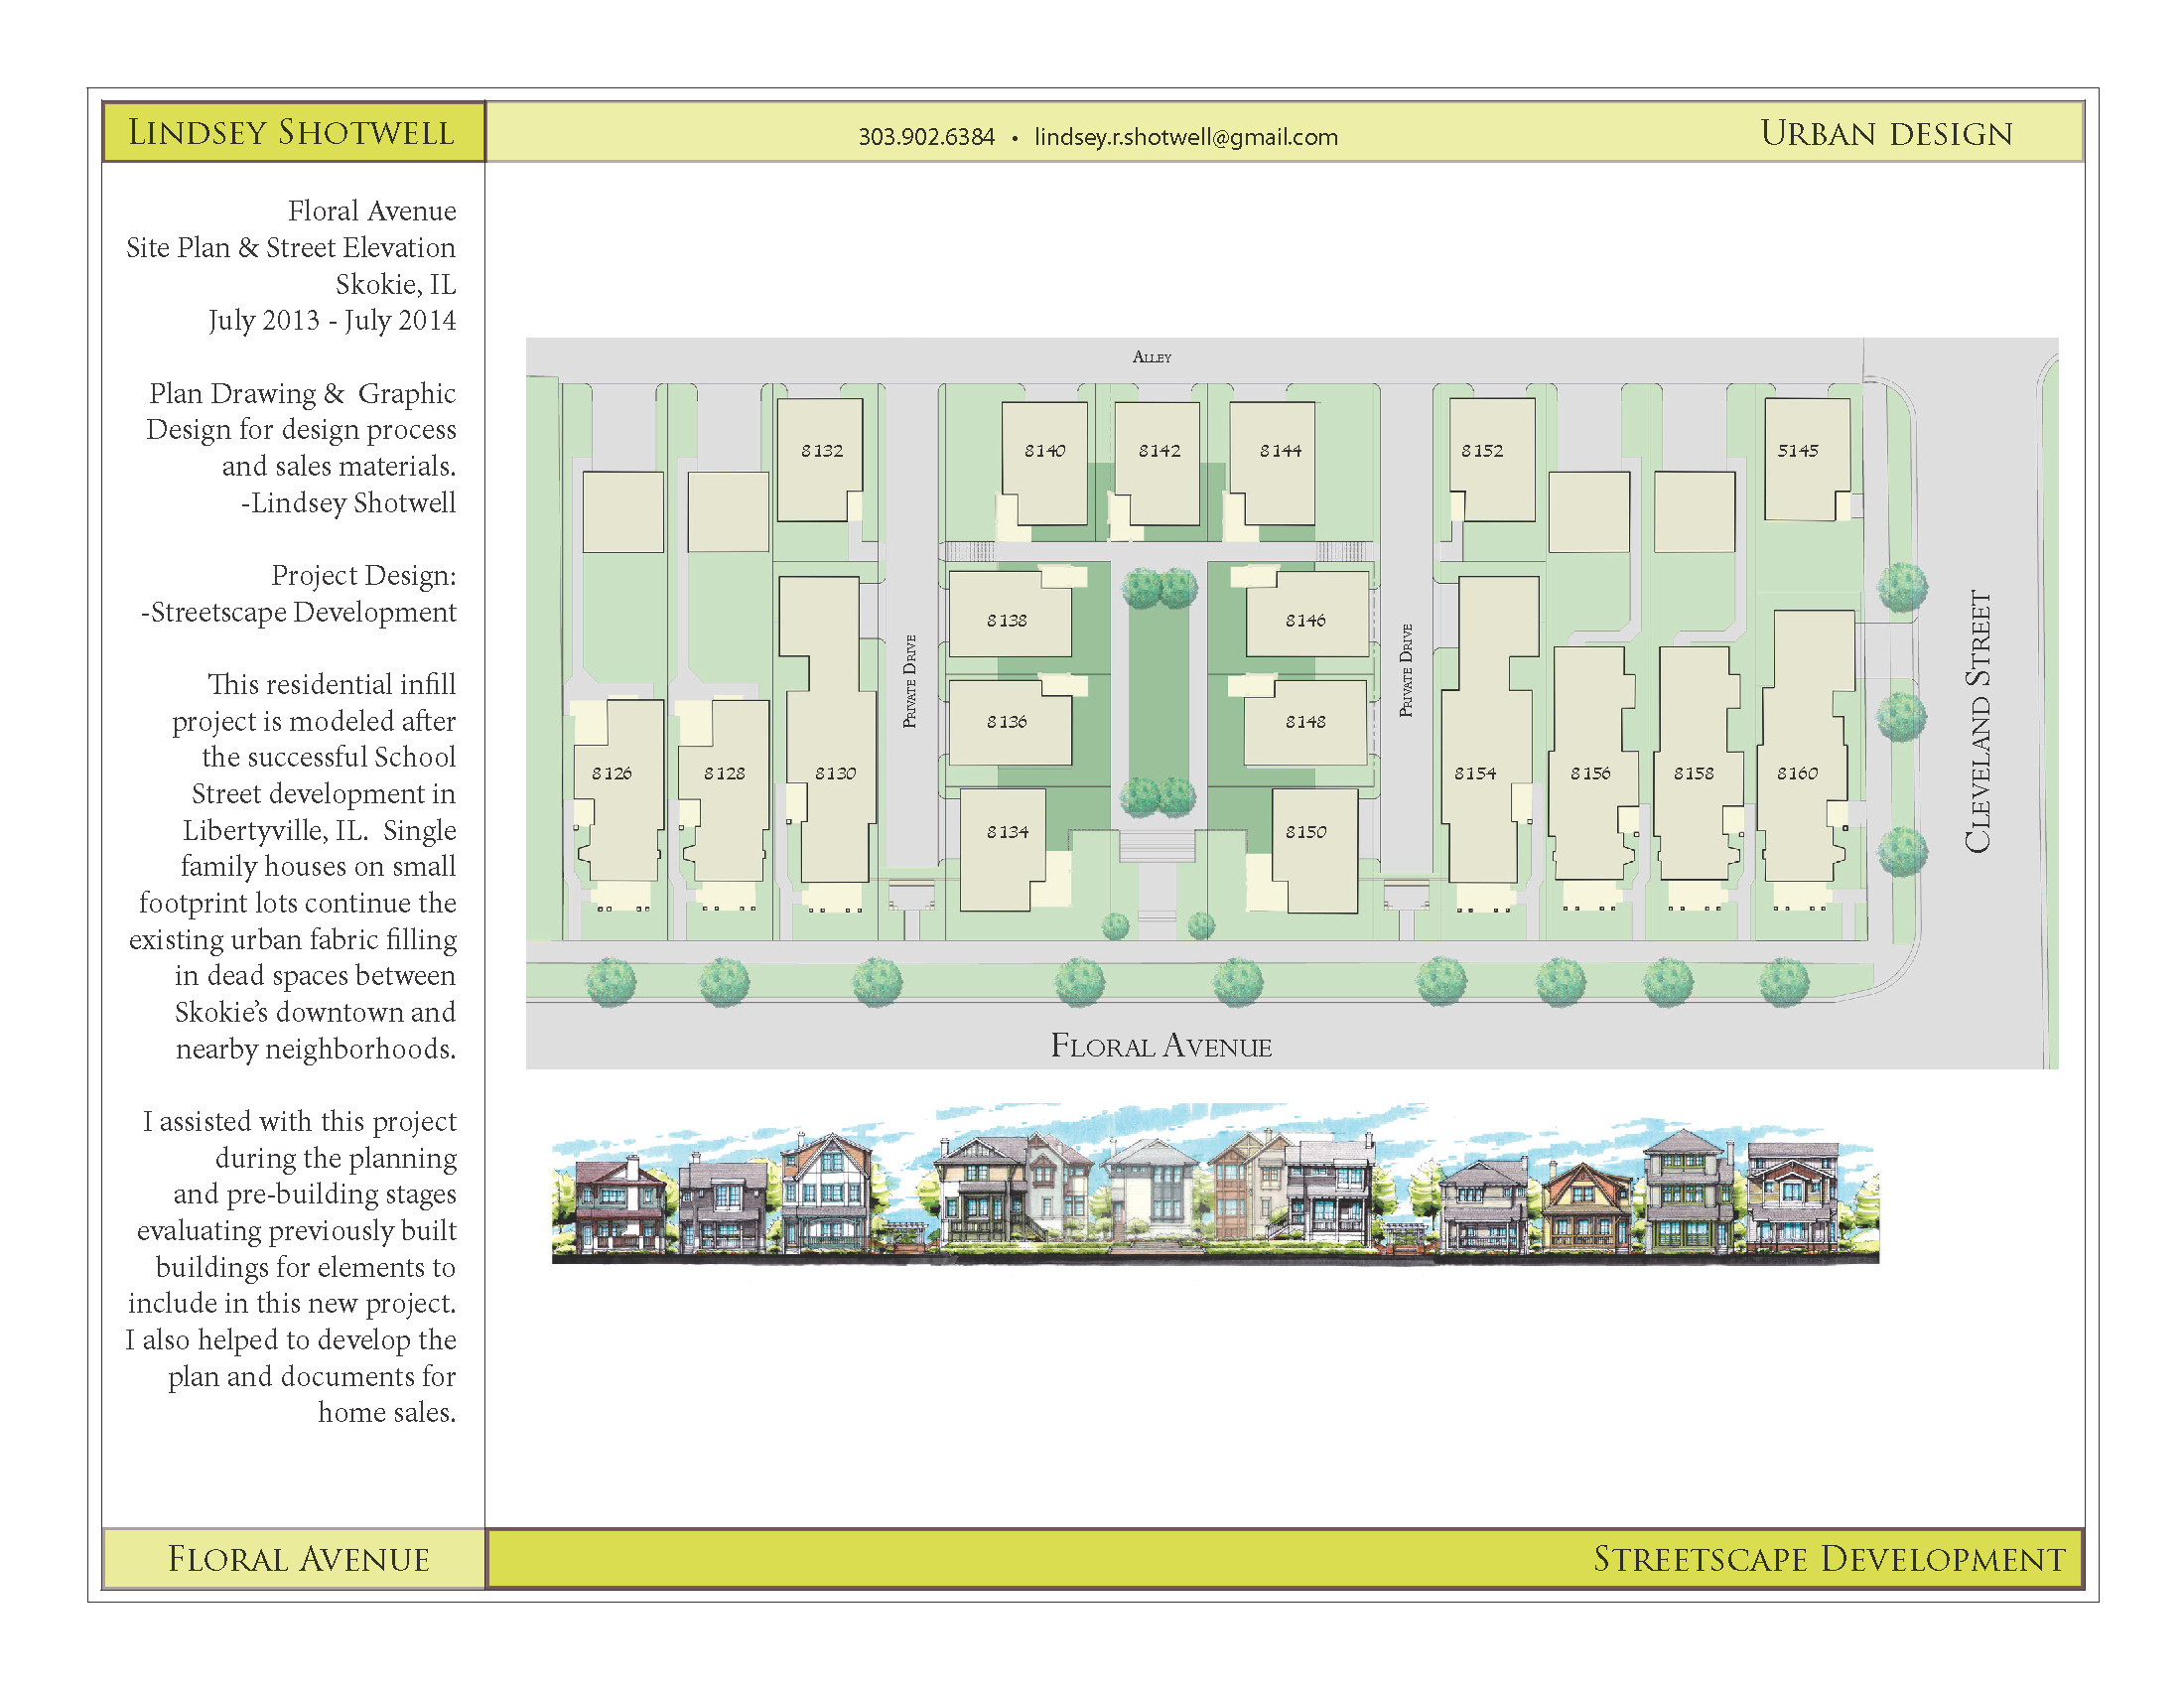 Lindsey Shotwell
303.902.6384 • lindsey.r.shotwell@gmail.com
Urban design
Floral Avenue
Site Plan & Street Elevation
Skokie, IL
July 2013 - July 2014
Plan Drawing & Graphic
Design for design process
and sales materials.
-Lindsey Shotwell
Project Design:
-Streetscape Development
This residential infill
project is modeled after
the successful School
Street development in
Libertyville, IL. Single
family houses on small
footprint lots continue the
existing urban fabric filling
in dead spaces between
Skokie's downtown and
nearby neighborhoods.
I assisted with this project
during the planning
and pre-building stages
evaluating previously built
buildings for elements to
include in this new project.
I also helped to develop the
plan and documents for
home sales.
Alley
8132
8140
8142
8144
8152
5145
8138
8146
Private Drive
Private Drive
8136
8148
8126
8128
8130
8154
8156
8158
8160
8134
8150
Cleveland Street
Floral Avenue
Floral Avenue
Streetscape Development